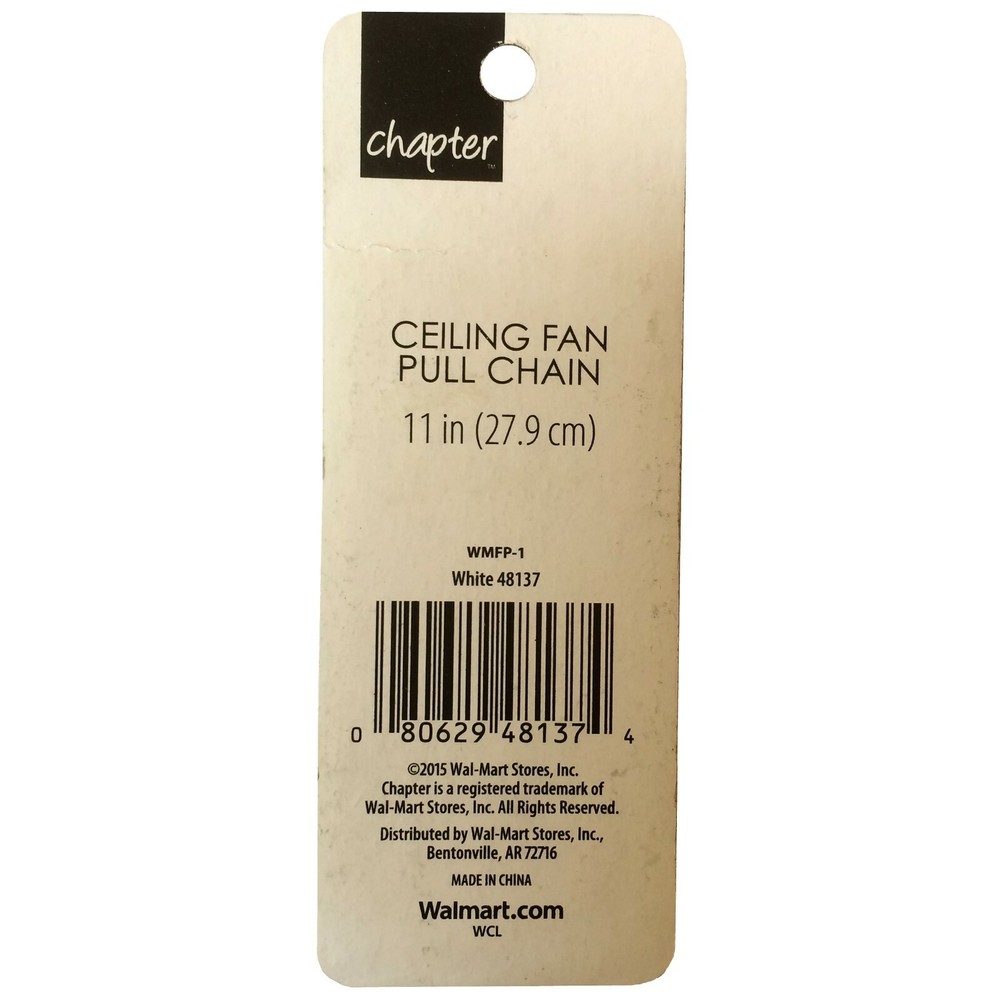 chapter™
CEILING FAN
PULL CHAIN
11 in (27.9 cm)
WMFP-1
White 48137
0 80629 48137 4
©2015 Wal-Mart Stores, Inc.
Chapter is a registered trademark of
Wal-Mart Stores, Inc. All Rights Reserved.
Distributed by Wal-Mart Stores, Inc.,
Bentonville, AR 72716
MADE IN CHINA
Walmart.com
WCL